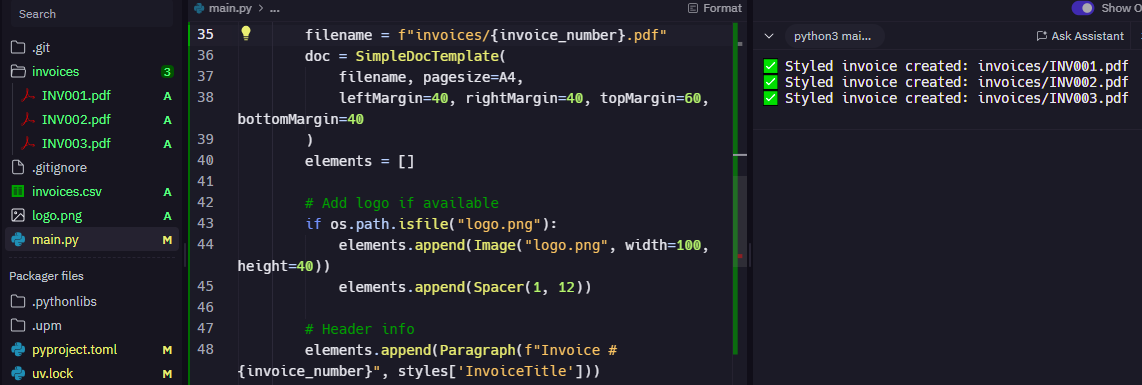 Search
.git
invoices 3
INV001.pdf A
INV002.pdf A
INV003.pdf A
.gitignore
invoices.csv A
logo.png A
main.py M
Packager files
.pythonlibs
.upm
pyproject.toml M
uv.lock M
main.py > ...
Format
35 filename = f"invoices/{invoice_number}.pdf"
36 doc = SimpleDocTemplate(
37 filename, pagesize=A4,
38 leftMargin=40, rightMargin=40, topMargin=60,
bottomMargin=40
39 )
40 elements = []
41
42 # Add logo if available
43 if os.path.isfile("logo.png"):
44 elements.append(Image("logo.png", width=100,
height=40))
45 elements.append(Spacer(1, 12))
46
47 # Header info
48 elements.append(Paragraph(f"Invoice #
{invoice_number}", styles['InvoiceTitle']))
Show O
python3 mai...
Ask Assistant
✅ Styled invoice created: invoices/INV001.pdf
✅ Styled invoice created: invoices/INV002.pdf
✅ Styled invoice created: invoices/INV003.pdf